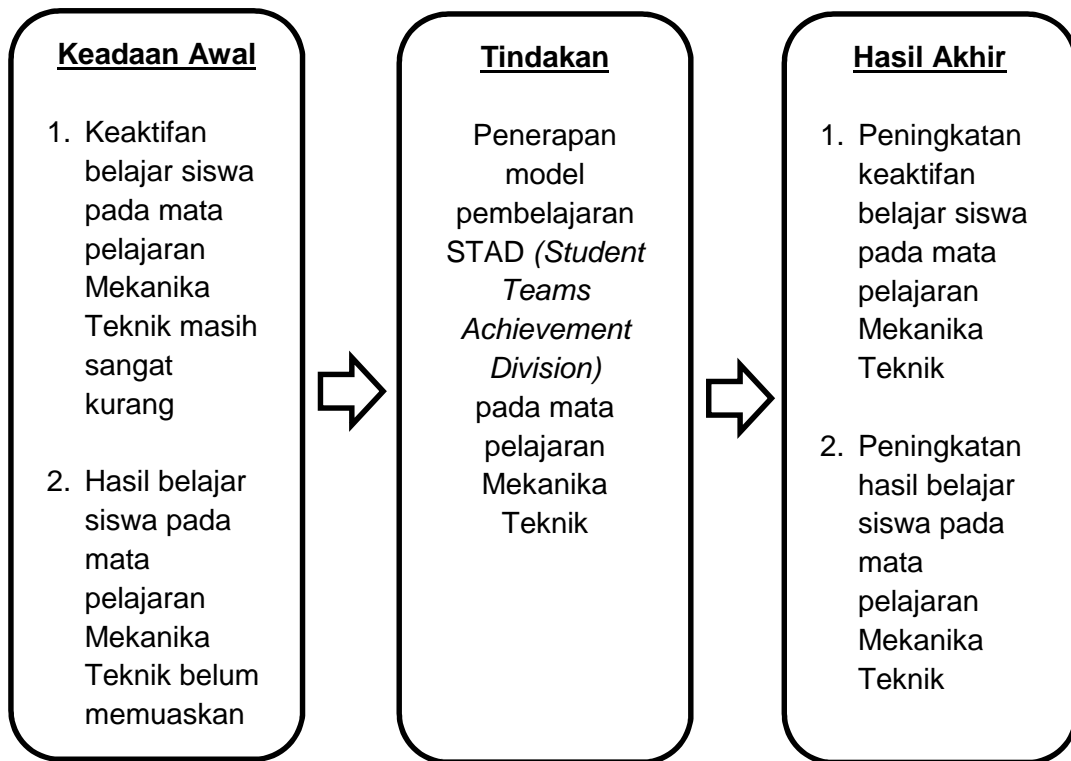 Keadaan Awal
1. Keaktifan
belajar siswa
pada mata
pelajaran
Mekanika
Teknik masih
sangat
kurang
2. Hasil belajar
siswa pada
mata
pelajaran
Mekanika
Teknik belum
memuaskan
Tindakan
Penerapan
model
pembelajaran
STAD (Student
Teams
Achievement
Division)
pada mata
pelajaran
Mekanika
Teknik
Hasil Akhir
1. Peningkatan
keaktifan
belajar siswa
pada mata
pelajaran
Mekanika
Teknik
2. Peningkatan
hasil belajar
siswa pada
mata
pelajaran
Mekanika
Teknik